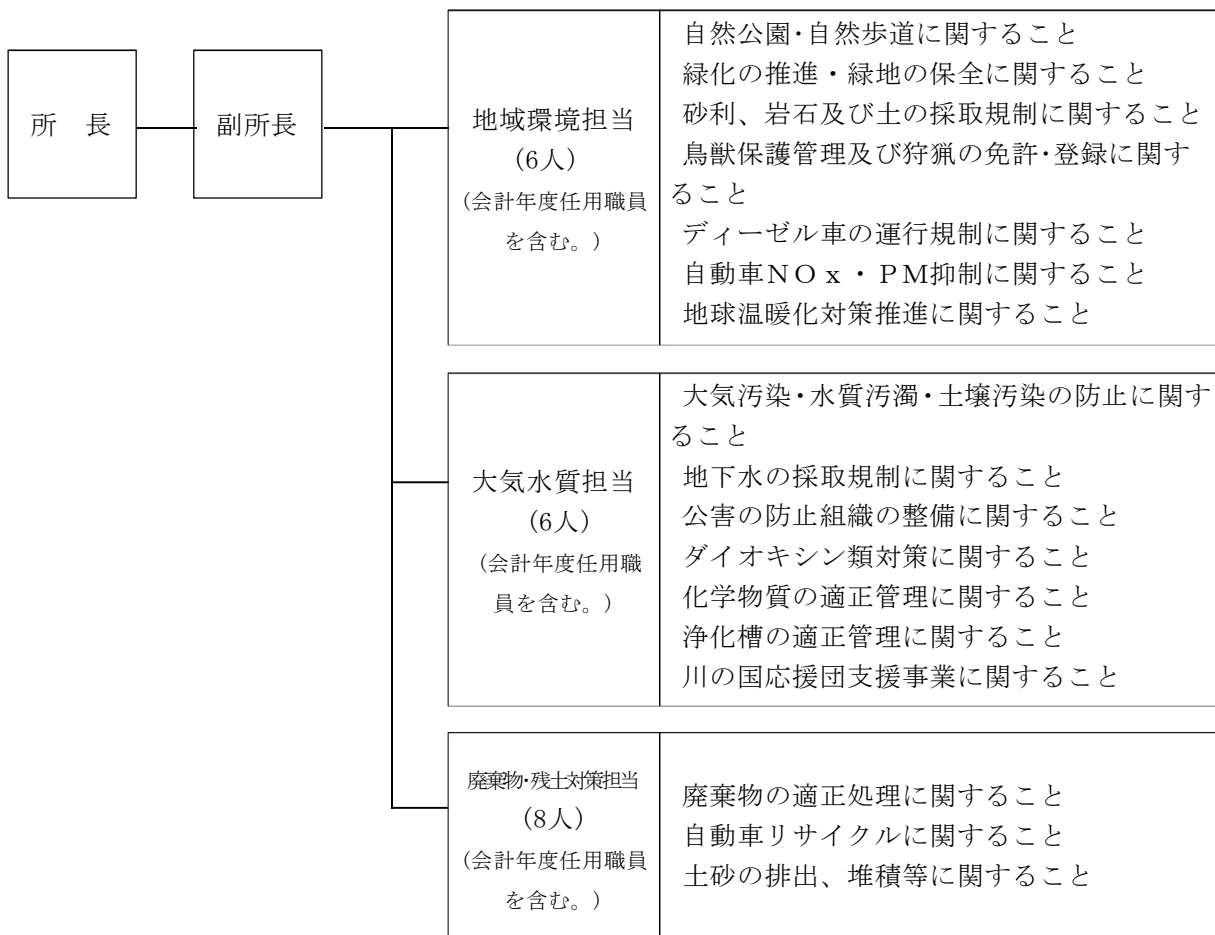 所　長
副所長
地域環境担当
（6人）
（会計年度任用職員
を含む。）
自然公園・自然歩道に関すること
緑化の推進・緑地の保全に関すること
砂利、岩石及び土の採取規制に関すること
鳥獣保護管理及び狩猟の免許・登録に関す
ること
ディーゼル車の運行規制に関すること
自動車ＮＯｘ・ＰＭ抑制に関すること
地球温暖化対策推進に関すること
大気水質担当
（6人）
（会計年度任用職
員を含む。）
大気汚染・水質汚濁・土壌汚染の防止に関す
ること
地下水の採取規制に関すること
公害の防止組織の整備に関すること
ダイオキシン類対策に関すること
化学物質の適正管理に関すること
浄化槽の適正管理に関すること
川の国応援団支援事業に関すること
廃棄物・残土対策担当
（8人）
（会計年度任用職員
を含む。）
廃棄物の適正処理に関すること
自動車リサイクルに関すること
土砂の排出、堆積等に関すること